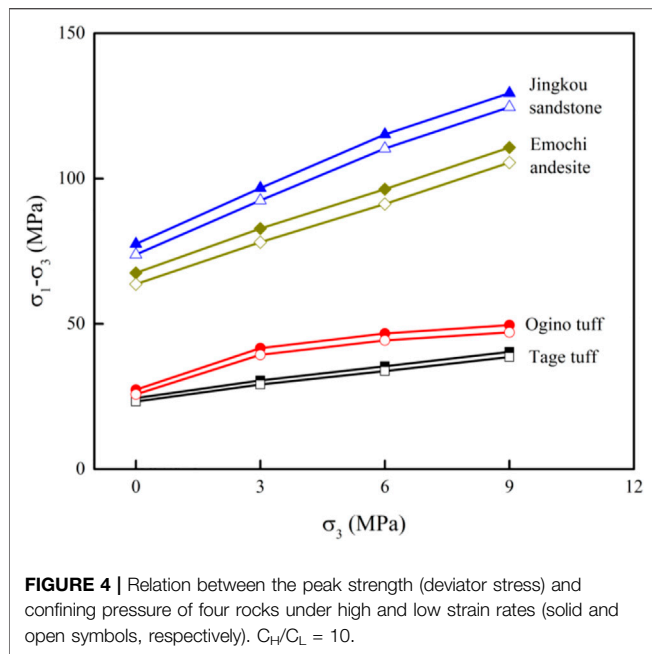 150
100
50
0
σ₁-σ₃ (MPa)
Jingkou
sandstone
Emochi
andesite
Ogino tuff
Tage tuff
0 3 6 9 12
σ₃ (MPa)
FIGURE 4 | Relation between the peak strength (deviator stress) and
confining pressure of four rocks under high and low strain rates (solid and
open symbols, respectively). C_H/C_L = 10.